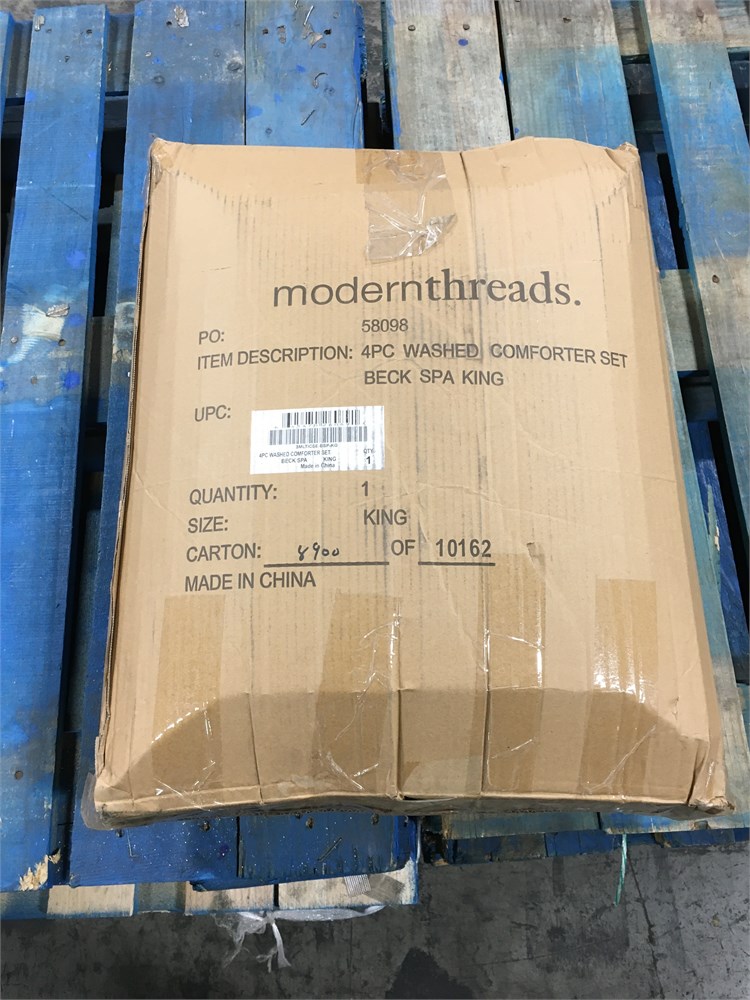 modernthreads.
PO: 58098
ITEM DESCRIPTION: 4PC WASHED COMFORTER SET
BECK SPA KING
UPC:
4PC WASHED COMFORTER SET QTY
BECK SPA KING 1
Made in China
QUANTITY: 1
SIZE: KING
CARTON: 8900 OF 10162
MADE IN CHINA